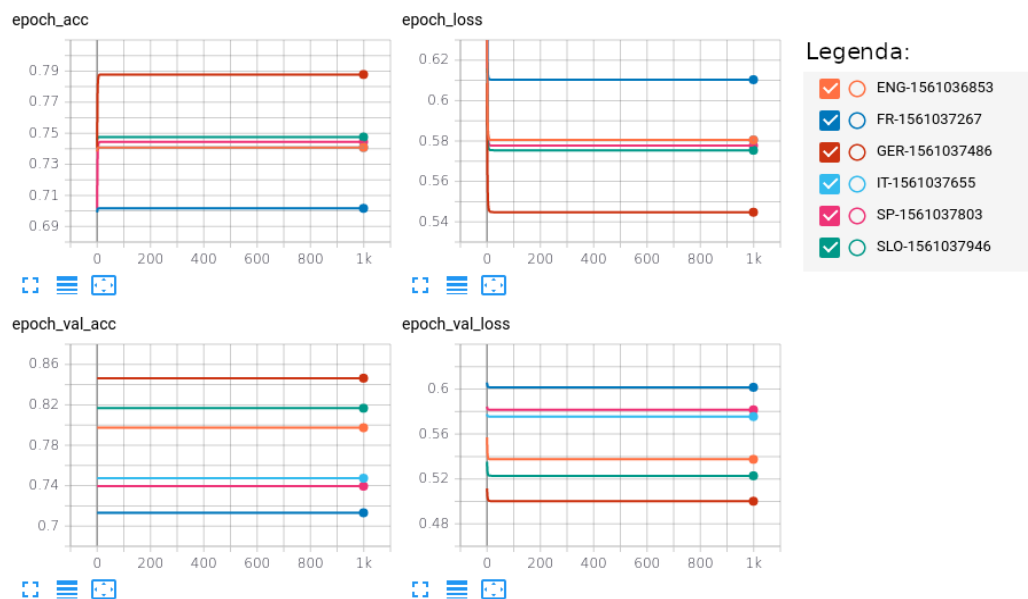 epoch_acc
0.79
0.77
0.75
0.73
0.71
0.69
0 200 400 600 800 1k
epoch_loss
0.62
0.6
0.58
0.56
0.54
0 200 400 600 800 1k
Legenda:
ENG-1561036853
FR-1561037267
GER-1561037486
IT-1561037655
SP-1561037803
SLO-1561037946
epoch_val_acc
0.86
0.82
0.78
0.74
0.7
0 200 400 600 800 1k
epoch_val_loss
0.6
0.56
0.52
0.48
0 200 400 600 800 1k